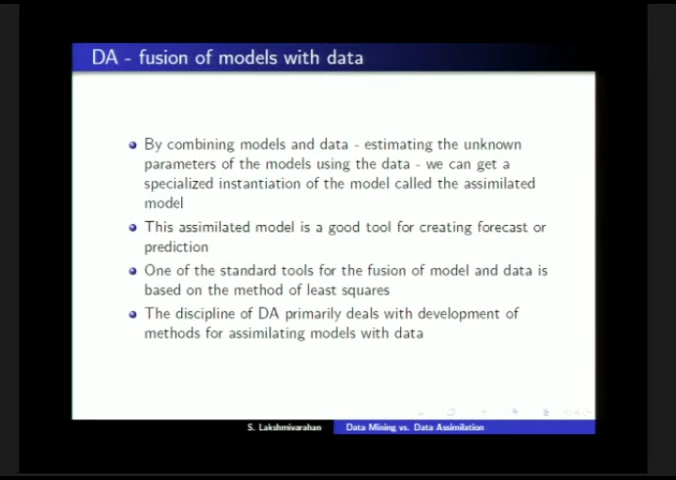 DA - fusion of models with data
By combining models and data - estimating the unknown
parameters of the models using the data - we can get a
specialized instantiation of the model called the assimilated
model
This assimilated model is a good tool for creating forecast or
prediction
One of the standard tools for the fusion of model and data is
based on the method of least squares
The discipline of DA primarily deals with development of
methods for assimilating models with data
S. Lakshmivarahan Data Mining vs. Data Assimilation